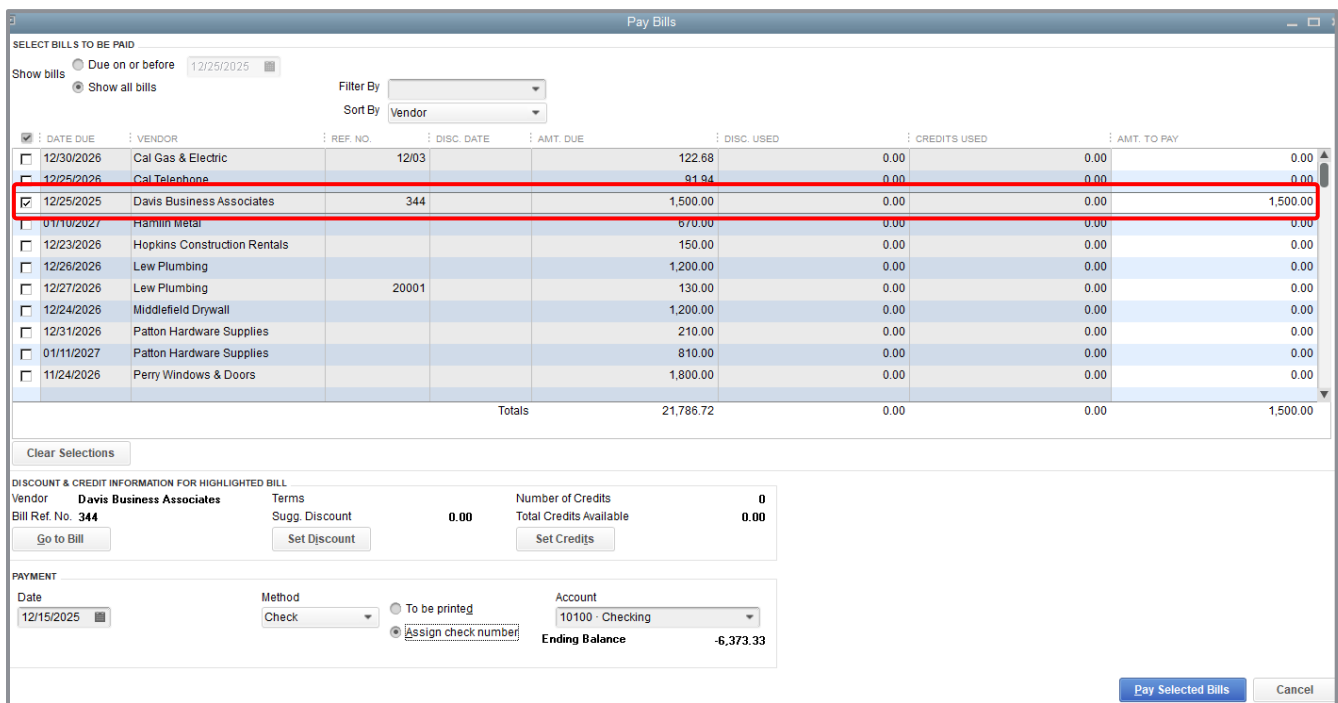 Pay Bills
SELECT BILLS TO BE PAID
Show bills
Due on or before 12/25/2025
Show all bills
Filter By
Sort By Vendor
DATE DUE VENDOR REF. NO. DISC. DATE AMT. DUE DISC. USED CREDITS USED AMT. TO PAY
12/30/2026 Cal Gas & Electric 12/03 122.68 0.00 0.00 0.00
12/25/2026 Cal Telephone 91.94 0.00 0.00 0.00
12/25/2025 Davis Business Associates 344 1,500.00 0.00 0.00 1,500.00
01/10/2027 Hamlin Metal 670.00 0.00 0.00 0.00
12/23/2026 Hopkins Construction Rentals 150.00 0.00 0.00 0.00
12/26/2026 Lew Plumbing 1,200.00 0.00 0.00 0.00
12/27/2026 Lew Plumbing 20001 130.00 0.00 0.00 0.00
12/24/2026 Middlefield Drywall 1,200.00 0.00 0.00 0.00
12/31/2026 Patton Hardware Supplies 210.00 0.00 0.00 0.00
01/11/2027 Patton Hardware Supplies 810.00 0.00 0.00 0.00
11/24/2026 Perry Windows & Doors 1,800.00 0.00 0.00 0.00
Totals 21,786.72 0.00 0.00 1,500.00
Clear Selections
DISCOUNT & CREDIT INFORMATION FOR HIGHLIGHTED BILL
Vendor Davis Business Associates Terms Number of Credits 0
Bill Ref. No. 344 Sugg. Discount 0.00 Total Credits Available 0.00
Go to Bill Set Discount Set Credits
PAYMENT
Date Method Account
12/15/2025 Check To be printed 10100 · Checking
Assign check number Ending Balance -6,373.33
Pay Selected Bills Cancel